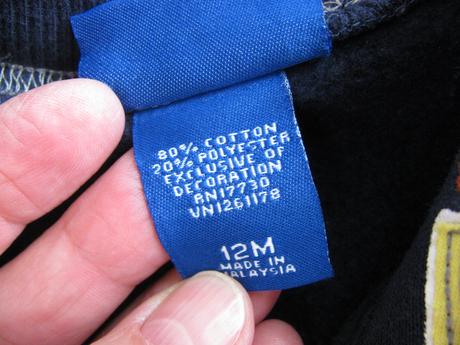 80% COTTON
20% POLYESTER
EXCLUSIVE OF
DECORATION
RN17730
VN1261178
12M
MADE IN
MALAYSIA